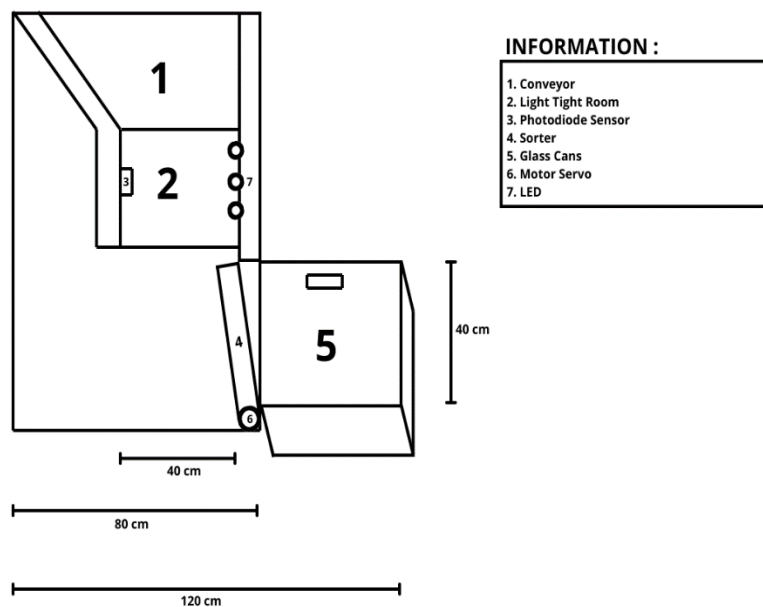 1
INFORMATION :
1. Conveyor
2. Light Tight Room
3. Photodiode Sensor
4. Sorter
5. Glass Cans
6. Motor Servo
7. LED
3
2
7
4
5
40 cm
6
40 cm
80 cm
120 cm